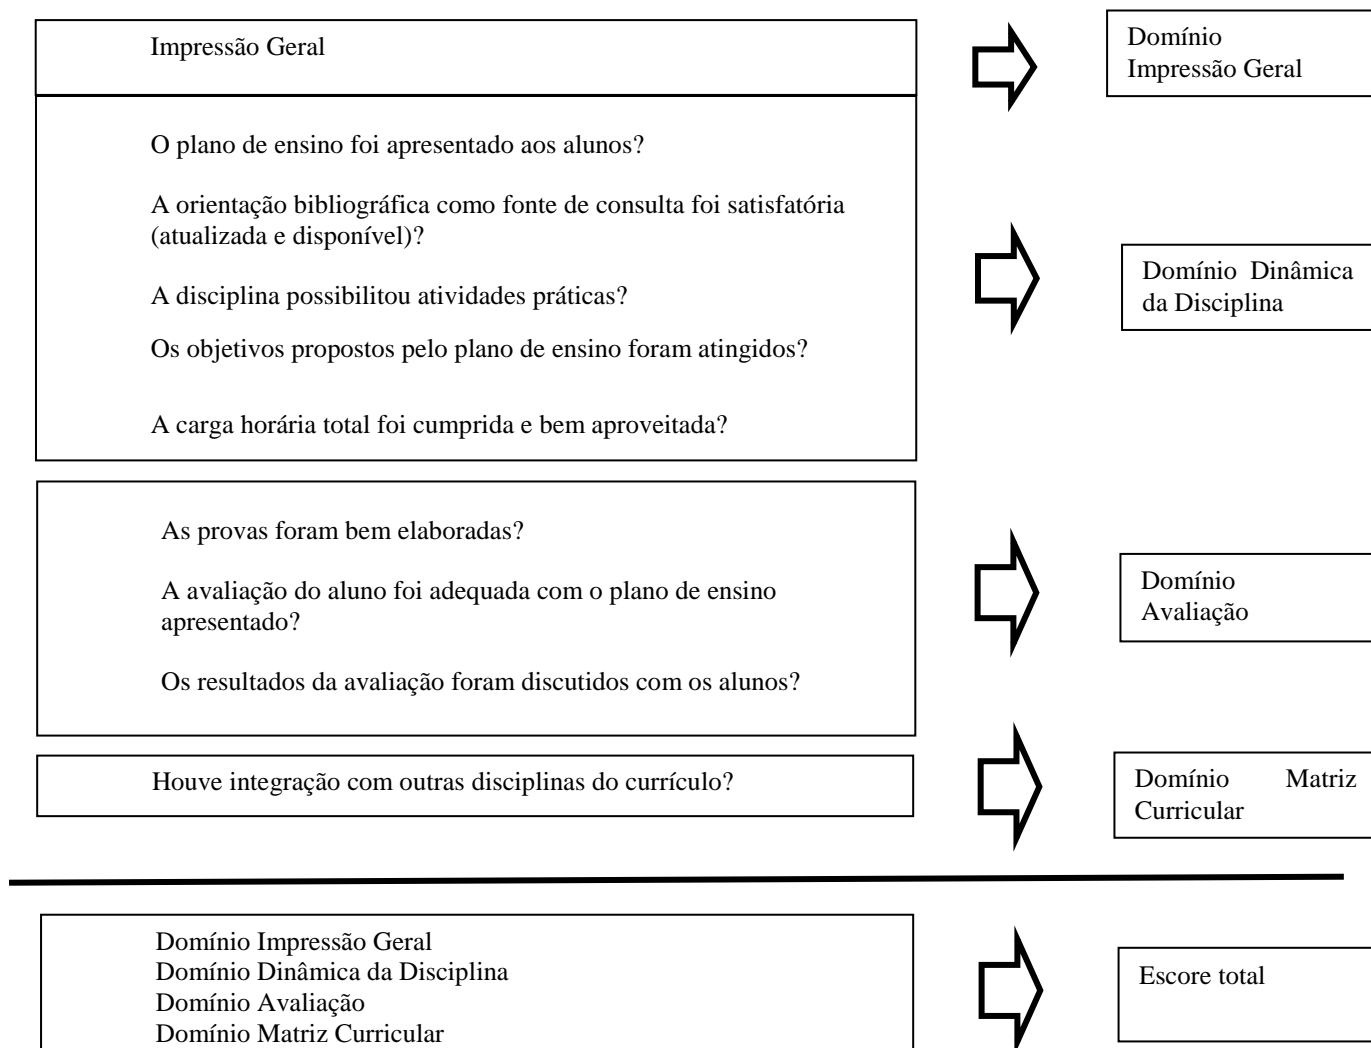 Impressão Geral
Domínio
Impressão Geral
O plano de ensino foi apresentado aos alunos?
A orientação bibliográfica como fonte de consulta foi satisfatória
(atualizada e disponível)?
A disciplina possibilitou atividades práticas?
Os objetivos propostos pelo plano de ensino foram atingidos?
A carga horária total foi cumprida e bem aproveitada?
Domínio Dinâmica
da Disciplina
As provas foram bem elaboradas?
A avaliação do aluno foi adequada com o plano de ensino
apresentado?
Os resultados da avaliação foram discutidos com os alunos?
Domínio
Avaliação
Houve integração com outras disciplinas do currículo?
Domínio Matriz
Curricular
Domínio Impressão Geral
Domínio Dinâmica da Disciplina
Domínio Avaliação
Domínio Matriz Curricular
Escore total